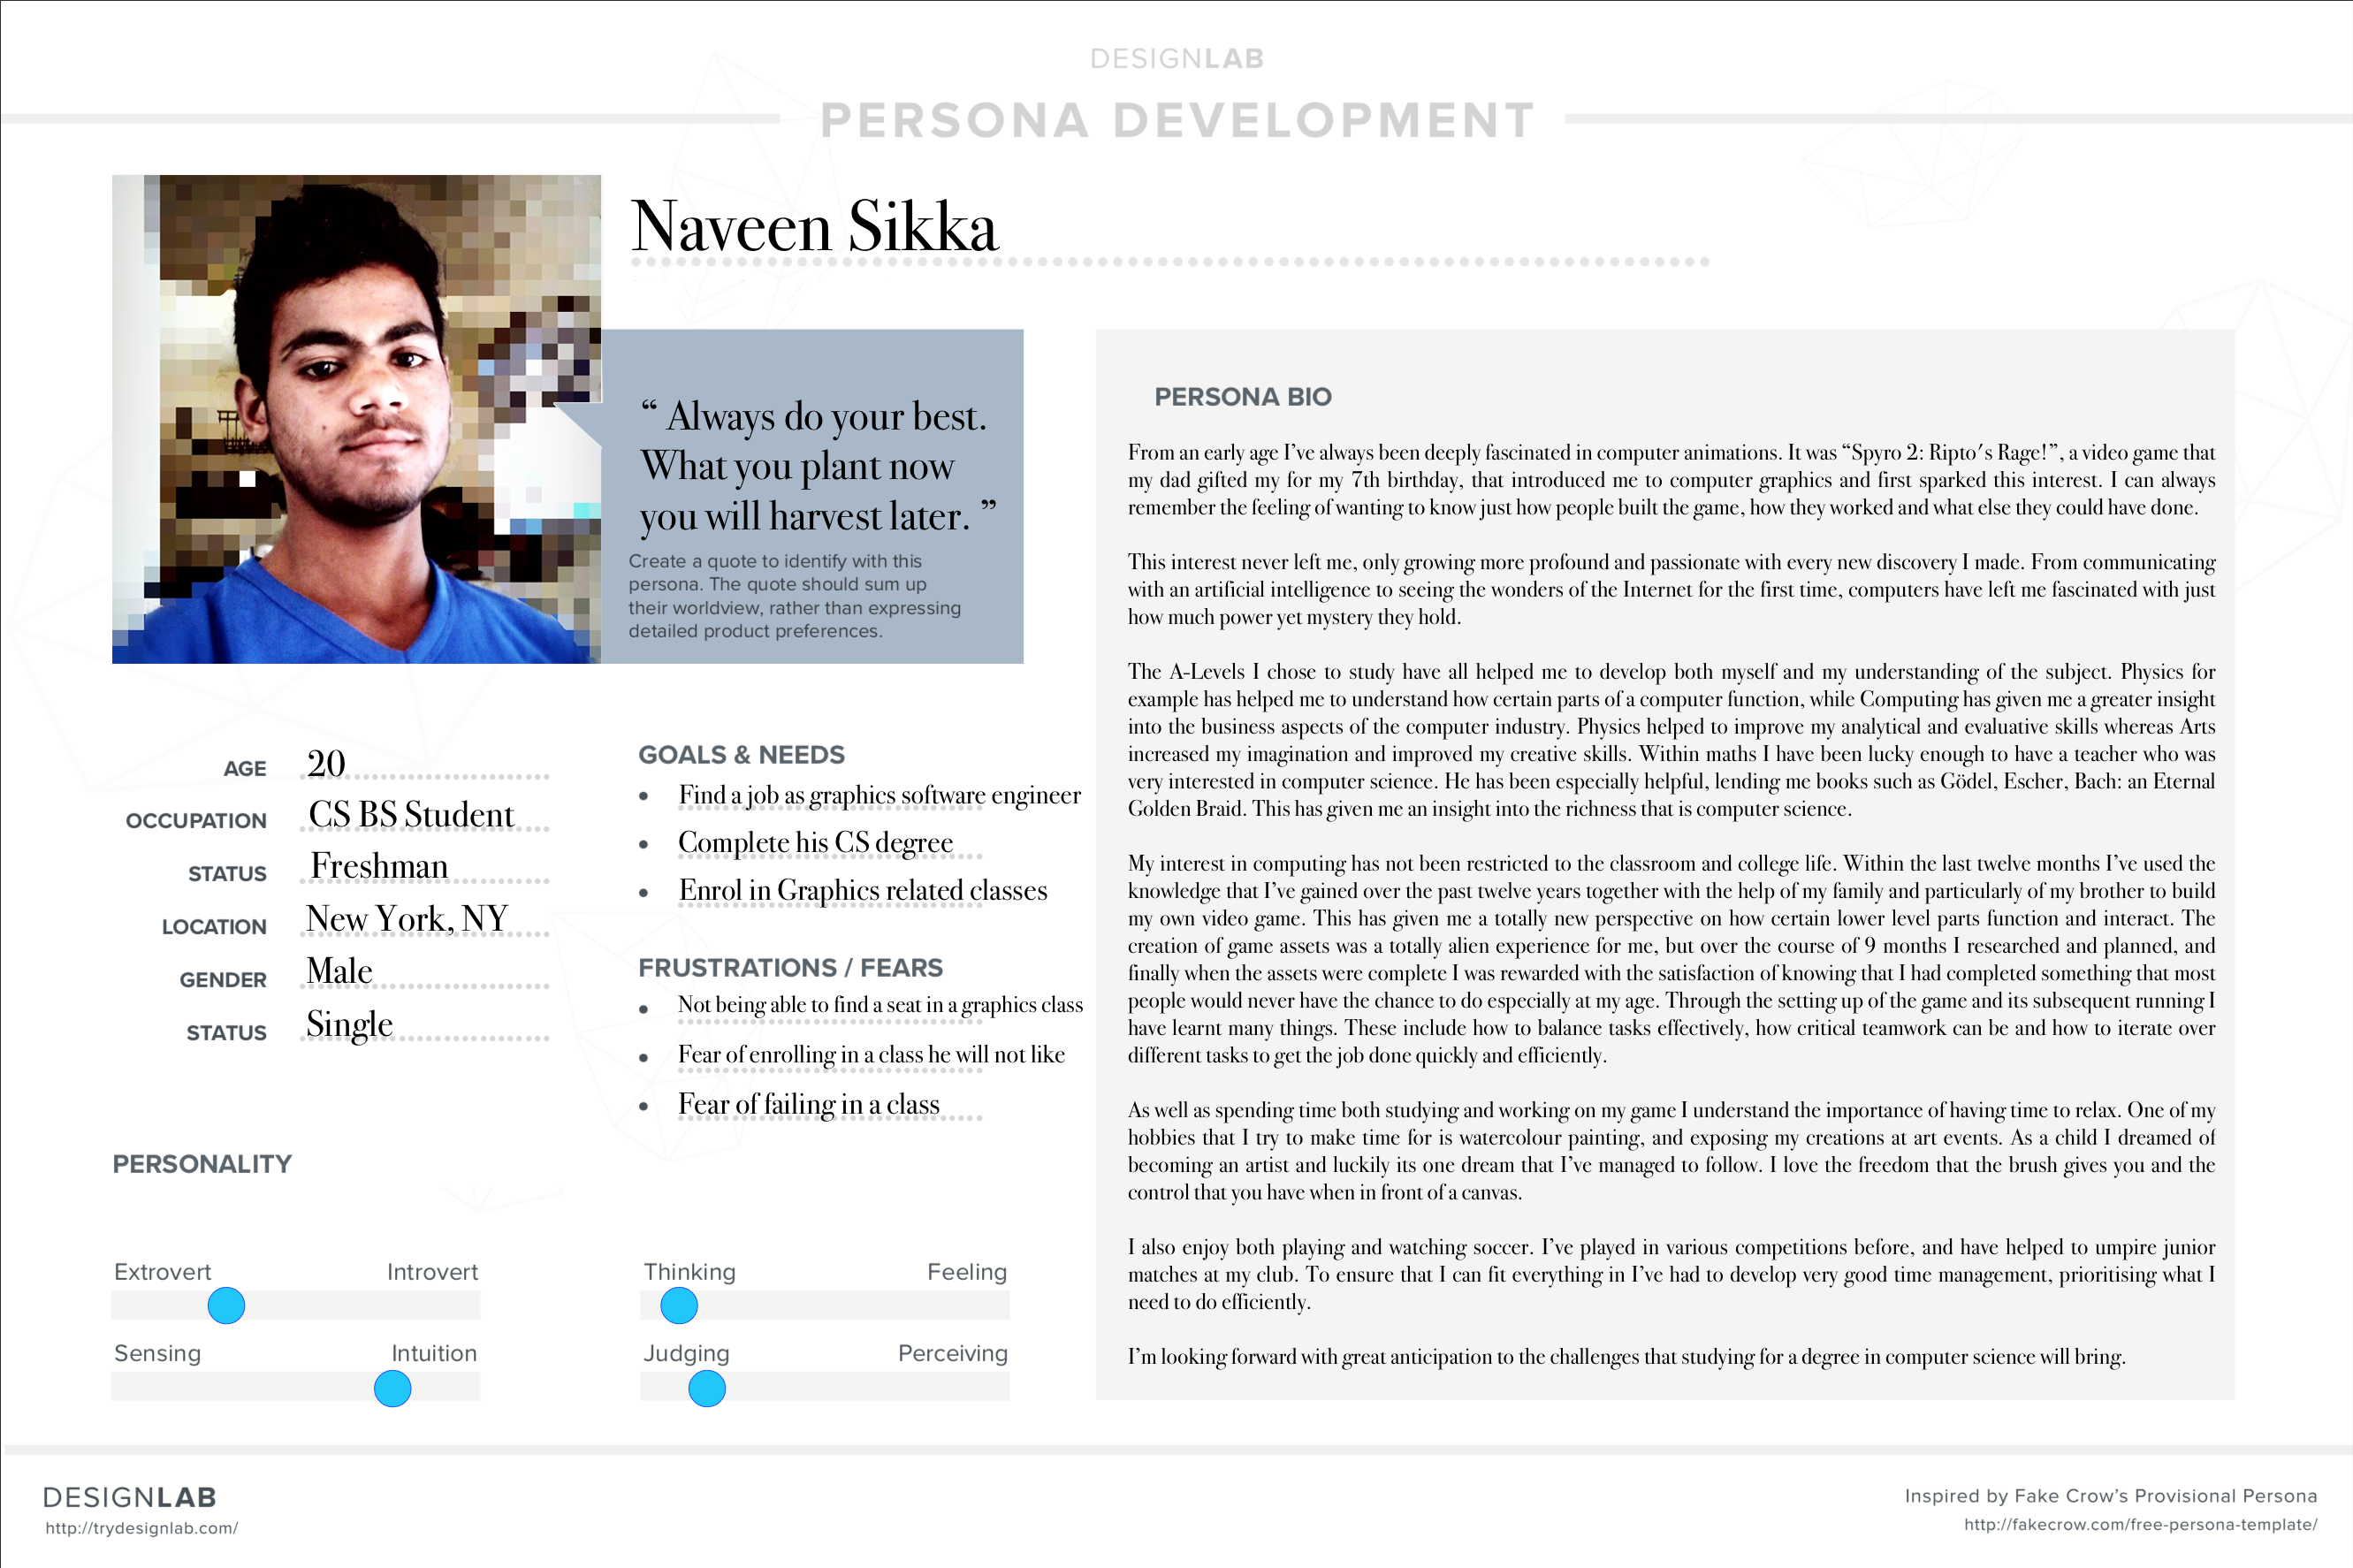 DESIGNLAB
PERSONA DEVELOPMENT
Naveen Sikka
“ Always do your best.
What you plant now
you will harvest later. ”
Create a quote to identify with this
persona. The quote should sum up
their worldview, rather than expressing
detailed product preferences.
AGE 20
OCCUPATION CS BS Student
STATUS Freshman
LOCATION New York, NY
GENDER Male
STATUS Single
GOALS & NEEDS
• Find a job as graphics software engineer
• Complete his CS degree
• Enrol in Graphics related classes
FRUSTRATIONS / FEARS
• Not being able to find a seat in a graphics class
• Fear of enrolling in a class he will not like
• Fear of failing in a class
PERSONALITY
Extrovert Introvert
Sensing Intuition
Thinking Feeling
Judging Perceiving
PERSONA BIO
From an early age I’ve always been deeply fascinated in computer animations. It was “Spyro 2: Ripto's Rage!”, a video game that
my dad gifted my for my 7th birthday, that introduced me to computer graphics and first sparked this interest. I can always
remember the feeling of wanting to know just how people built the game, how they worked and what else they could have done.
This interest never left me, only growing more profound and passionate with every new discovery I made. From communicating
with an artificial intelligence to seeing the wonders of the Internet for the first time, computers have left me fascinated with just
how much power yet mystery they hold.
The A-Levels I chose to study have all helped me to develop both myself and my understanding of the subject. Physics for
example has helped me to understand how certain parts of a computer function, while Computing has given me a greater insight
into the business aspects of the computer industry. Physics helped to improve my analytical and evaluative skills whereas Arts
increased my imagination and improved my creative skills. Within maths I have been lucky enough to have a teacher who was
very interested in computer science. He has been especially helpful, lending me books such as Gödel, Escher, Bach: an Eternal
Golden Braid. This has given me an insight into the richness that is computer science.
My interest in computing has not been restricted to the classroom and college life. Within the last twelve months I’ve used the
knowledge that I’ve gained over the past twelve years together with the help of my family and particularly of my brother to build
my own video game. This has given me a totally new perspective on how certain lower level parts function and interact. The
creation of game assets was a totally alien experience for me, but over the course of 9 months I researched and planned, and
finally when the assets were complete I was rewarded with the satisfaction of knowing that I had completed something that most
people would never have the chance to do especially at my age. Through the setting up of the game and its subsequent running I
have learnt many things. These include how to balance tasks effectively, how critical teamwork can be and how to iterate over
different tasks to get the job done quickly and efficiently.
As well as spending time both studying and working on my game I understand the importance of having time to relax. One of my
hobbies that I try to make time for is watercolour painting, and exposing my creations at art events. As a child I dreamed of
becoming an artist and luckily its one dream that I’ve managed to follow. I love the freedom that the brush gives you and the
control that you have when in front of a canvas.
I also enjoy both playing and watching soccer. I’ve played in various competitions before, and have helped to umpire junior
matches at my club. To ensure that I can fit everything in I’ve had to develop very good time management, prioritising what I
need to do efficiently.
I’m looking forward with great anticipation to the challenges that studying for a degree in computer science will bring.
DESIGNLAB
http://trydesignlab.com/
Inspired by Fake Crow’s Provisional Persona
http://fakecrow.com/free-persona-template/